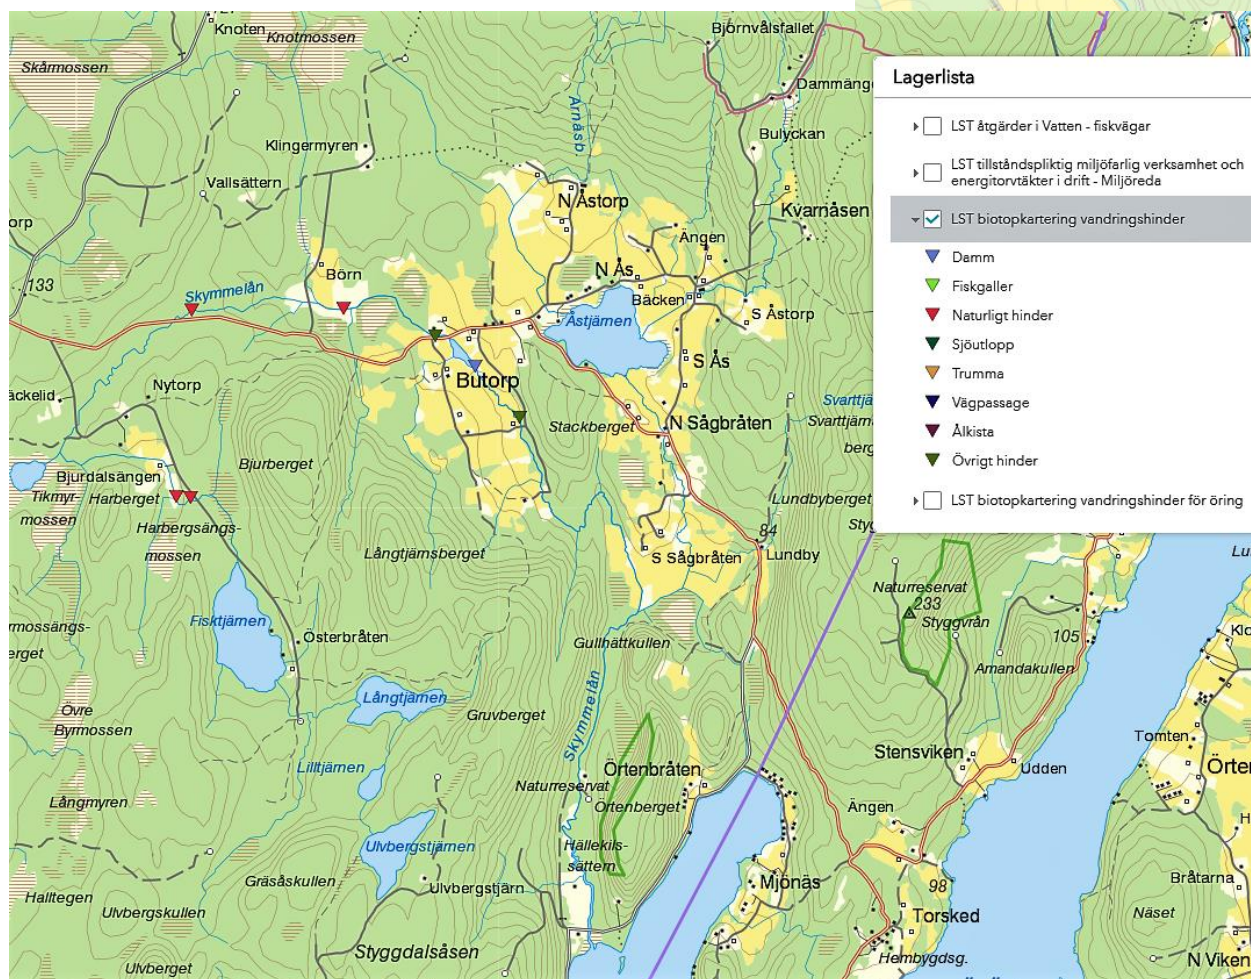 Knoten
Knotmossen
Skårmossen
Björnvålsfallet
Dammäng
Bulyckan
Årnäsb
Klingermyren
Vallsättern
N Åstorp
Kvarnåsen
Ängen
N Ås
Bäcken
S Åstorp
Åstjärnen
Börn
133
Skymmelån
S Ås
Butorp
Nytorp
Stackberget
N Sågbråten
Bjurberget
Bjurdalsängen
Harberget
Tikmyr-
mossen
Harbergsängs-
mossen
Långtjärnsberget
Lundbyberget
84
Lundby
S Sågbråten
Fisktjärnen
Österbråten
Gullhättkullen
Naturreservat
233
Styggvrån
105
Amandakullen
Långtjärnen
Gruvberget
Övre
Byrmossen
Skymmelån
Lilltjärnen
Långmyren
Naturreservat
Örtenbråten
Örtenberget
Stensviken
Udden
Tomten
Ängen
Hällekils-
sättern
Ulvbergstjärnen
Gräsåskullen
Ulvbergstjärn
Halltegen
Ulvbergskullen
Mjönäs
98
Torsked
Hembygdsg.
Bråtarna
Näset
N Viken
Styggdalsåsen
Ulvberget
Lagerlista
LST åtgärder i Vatten - fiskvägar
LST tillståndspliktig miljöfarlig verksamhet och
energitorvtäkter i drift - Miljöreda
LST biotopkartering vandringshinder
Damm
Fiskgaller
Naturligt hinder
Sjöutlopp
Trumma
Vägpassage
Ålkista
Övrigt hinder
LST biotopkartering vandringshinder för öring